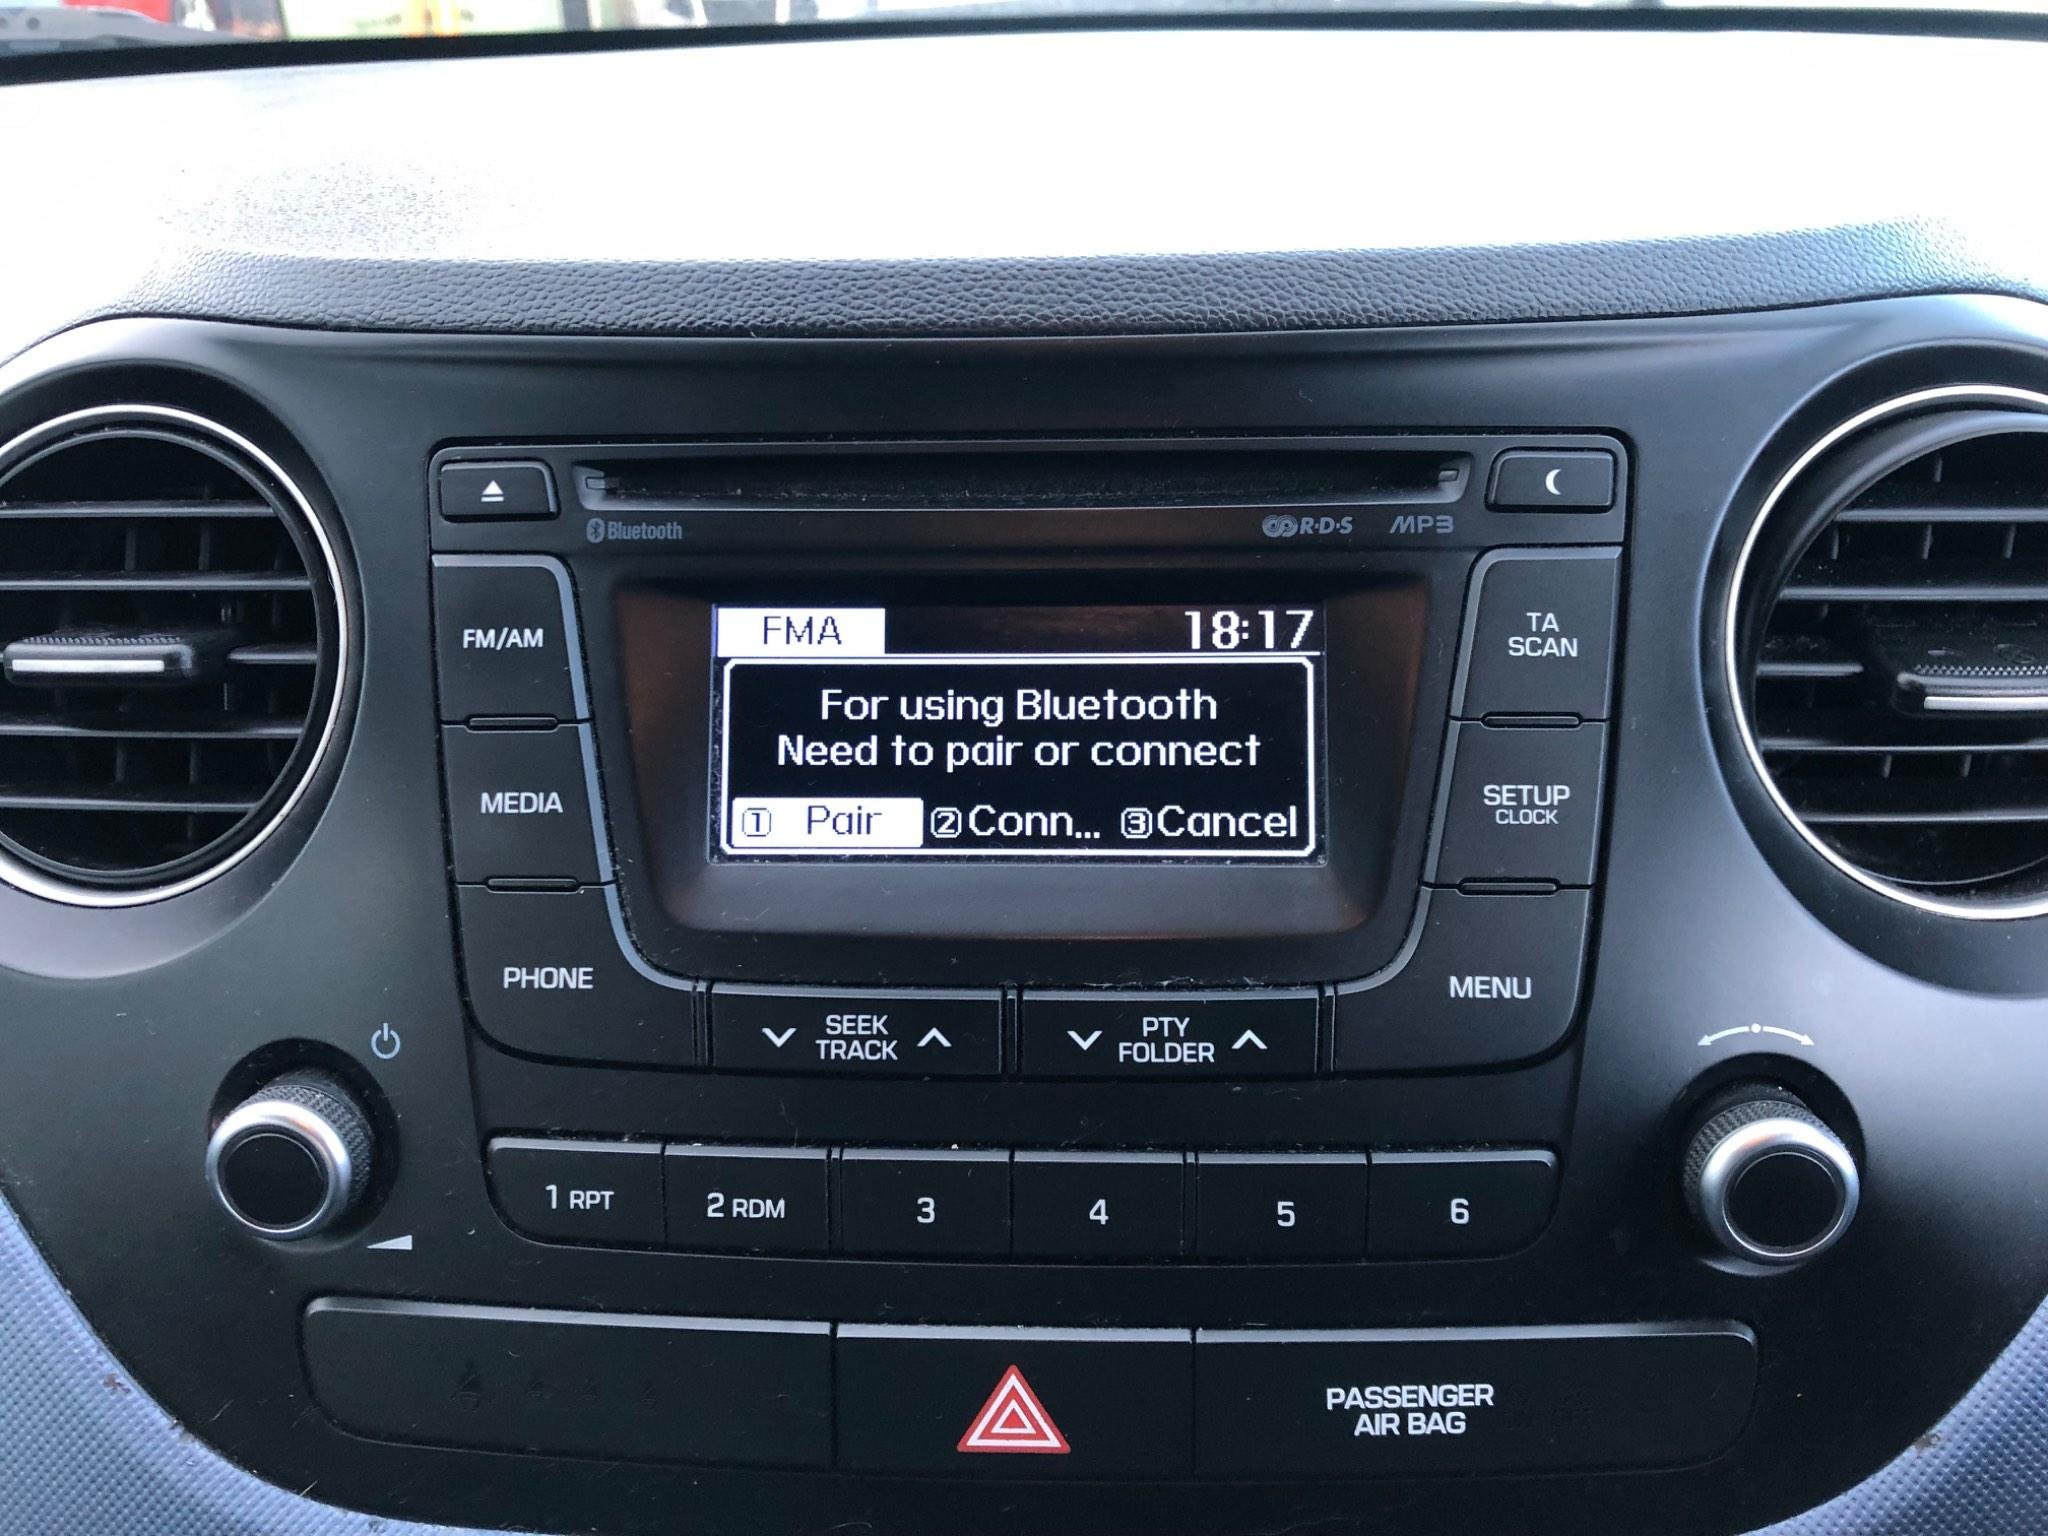 Bluetooth
R·D·S
MP3
FM/AM
FMA
18:17
TA
SCAN
For using Bluetooth
Need to pair or connect
1 Pair
2 Conn...
3 Cancel
MEDIA
SETUP
CLOCK
PHONE
MENU
SEEK
TRACK
PTY
FOLDER
1 RPT
2 RDM
3
4
5
6
PASSENGER
AIR BAG